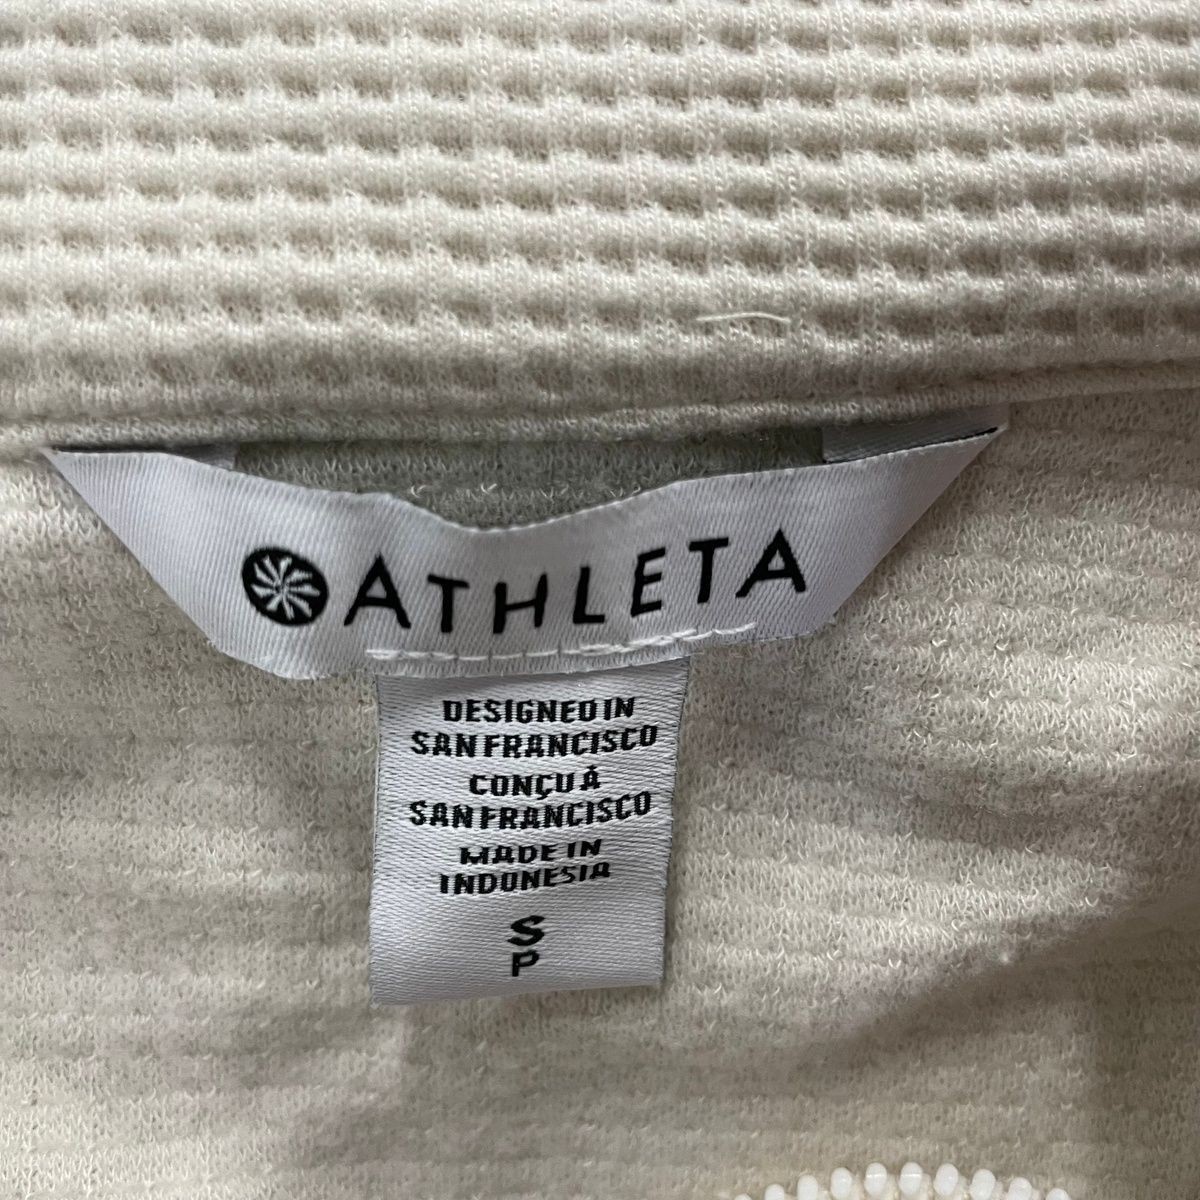 ATHLETA
DESIGNED IN
SAN FRANCISCO
CONÇU À
SAN FRANCISCO
MADE IN
INDONESIA
S
P